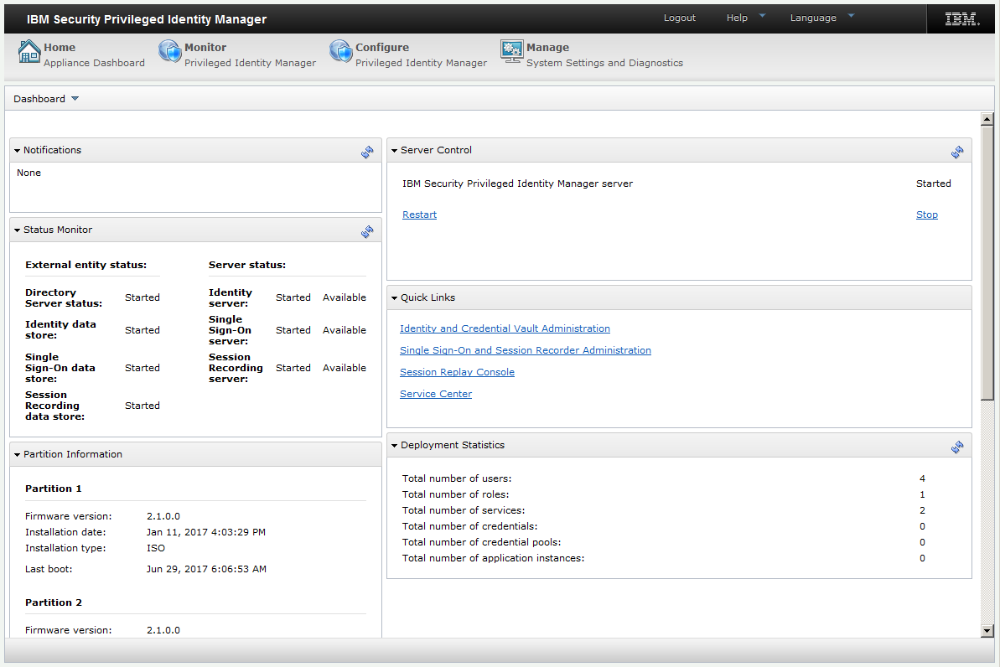 IBM Security Privileged Identity Manager
Logout Help Language IBM.
Home
Appliance Dashboard
Monitor
Privileged Identity Manager
Configure
Privileged Identity Manager
Manage
System Settings and Diagnostics
Dashboard
Notifications
None
Status Monitor
External entity status:
Directory
Server status: Started
Identity data
store: Started
Single
Sign-On data
store: Started
Session
Recording
data store: Started
Server status:
Identity
server: Started Available
Single
Sign-On
server: Started Available
Session
Recording
server: Started Available
Partition Information
Partition 1
Firmware version: 2.1.0.0
Installation date: Jan 11, 2017 4:03:29 PM
Installation type: ISO
Last boot: Jun 29, 2017 6:06:53 AM
Partition 2
Firmware version: 2.1.0.0
Server Control
IBM Security Privileged Identity Manager server Started
Restart Stop
Quick Links
Identity and Credential Vault Administration
Single Sign-On and Session Recorder Administration
Session Replay Console
Service Center
Deployment Statistics
Total number of users: 4
Total number of roles: 1
Total number of services: 2
Total number of credentials: 0
Total number of credential pools: 0
Total number of application instances: 0